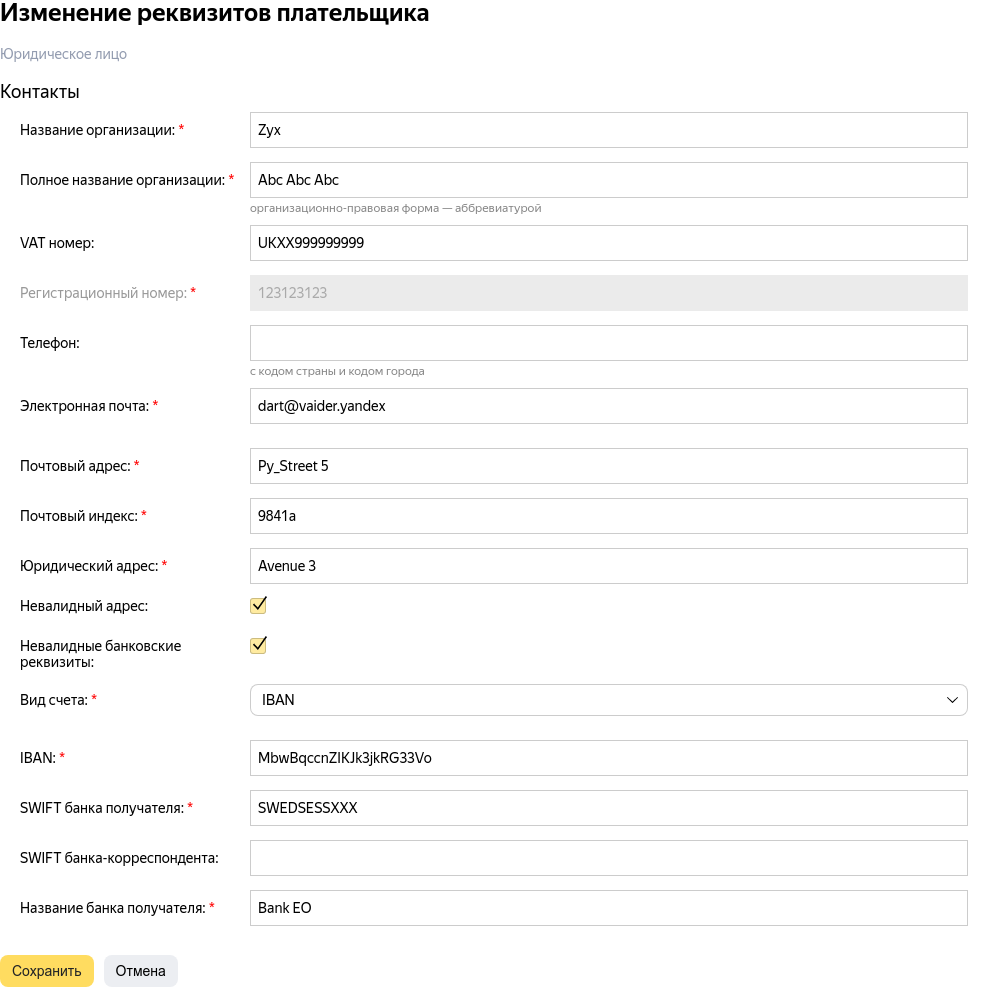 Изменение реквизитов плательщика
Юридическое лицо
Контакты
Название организации: * Zyx
Полное название организации: * Abc Abc Abc
организационно-правовая форма — аббревиатурой
VAT номер: UKXX999999999
Регистрационный номер: * 123123123
Телефон:
с кодом страны и кодом города
Электронная почта: * dart@vaider.yandex
Почтовый адрес: * Py_Street 5
Почтовый индекс: * 9841a
Юридический адрес: * Avenue 3
Невалидный адрес:
Невалидные банковские
реквизиты:
Вид счета: * IBAN
IBAN: * MbwBqccnZIKJk3jkRG33Vo
SWIFT банка получателя: * SWEDSESSXXX
SWIFT банка-корреспондента:
Название банка получателя: * Bank EO
Сохранить Отмена